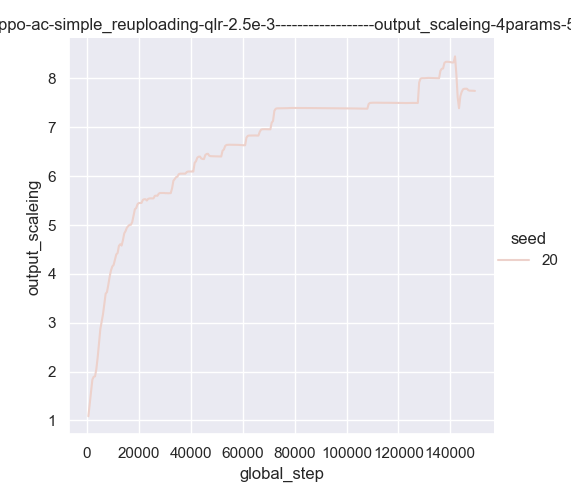 ppo-ac-simple_reuploading-qlr-2.5e-3------------------output_scaleing-4params-5
8
7
6
5
4
3
2
1
output_scaleing
0 20000 40000 60000 80000 100000 120000 140000
global_step
seed
20